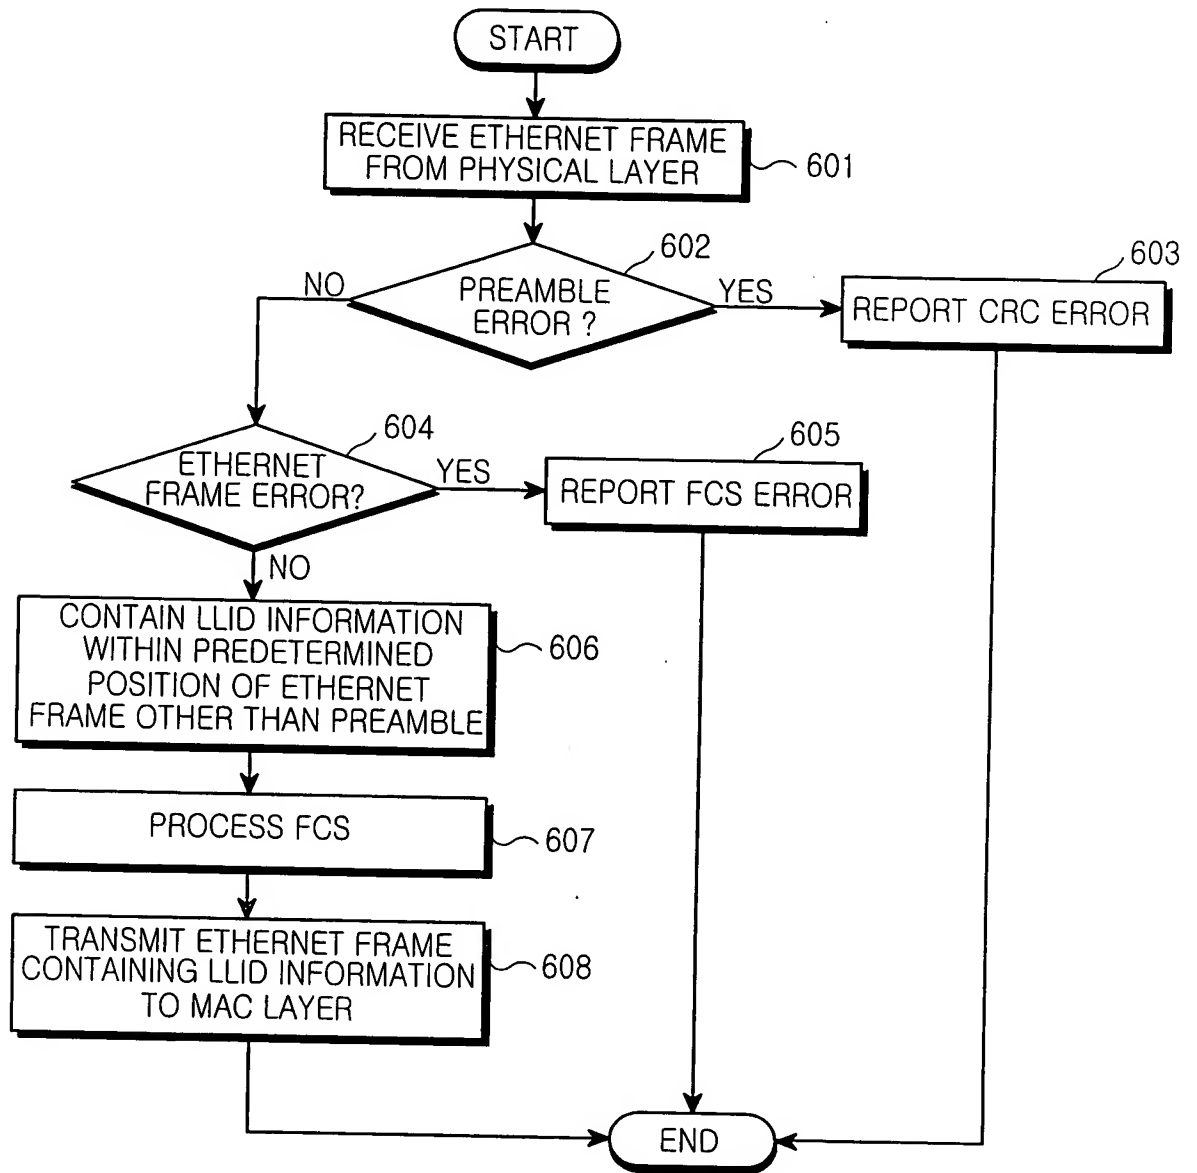 START
RECEIVE ETHERNET FRAME
FROM PHYSICAL LAYER
601
602
NO
PREAMBLE
ERROR ?
YES
603
REPORT CRC ERROR
604
ETHERNET
FRAME ERROR?
YES
605
REPORT FCS ERROR
NO
CONTAIN LLID INFORMATION
WITHIN PREDETERMINED
POSITION OF ETHERNET
FRAME OTHER THAN PREAMBLE
606
PROCESS FCS
607
TRANSMIT ETHERNET FRAME
CONTAINING LLID INFORMATION
TO MAC LAYER
608
END